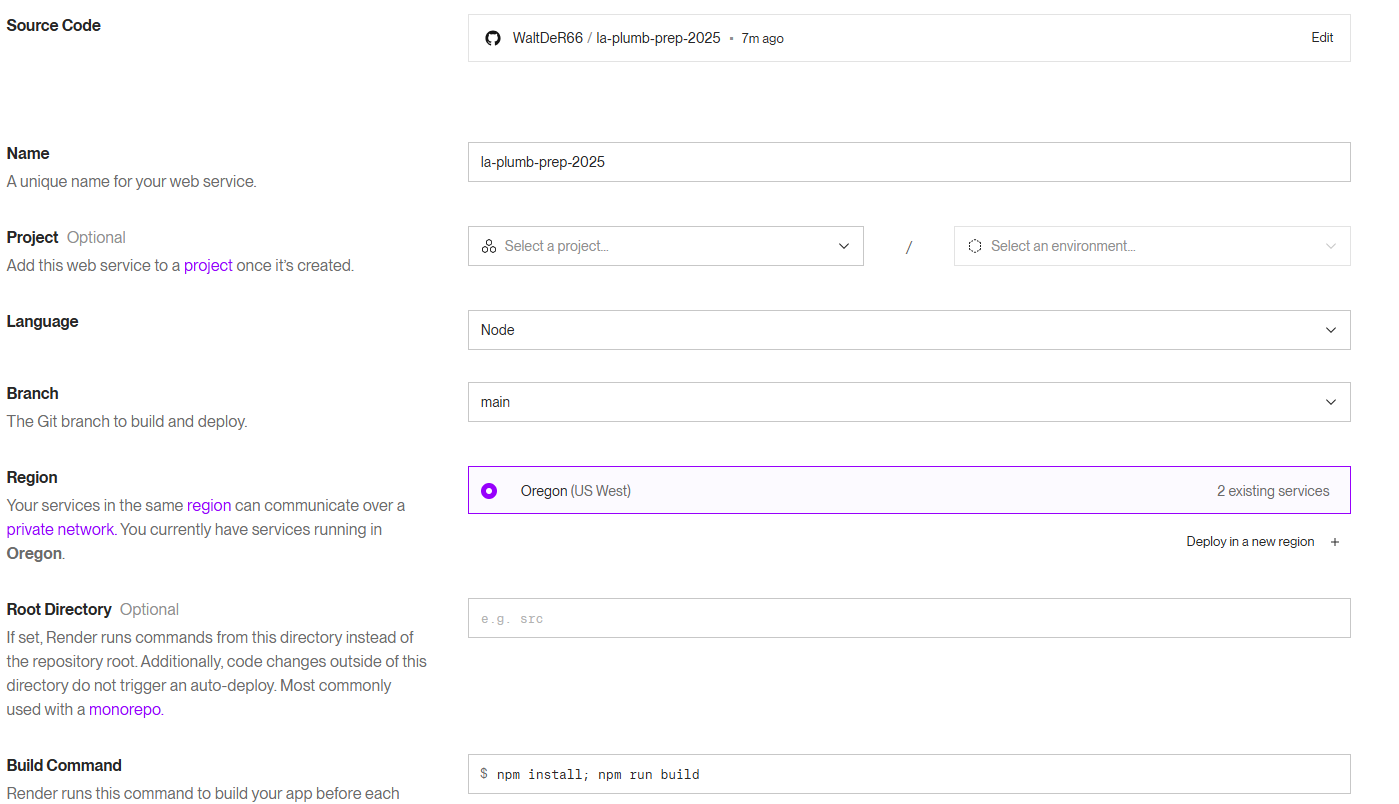 Source Code
WaltDeR66 / la-plumb-prep-2025 • 7m ago
Edit
Name
A unique name for your web service.
la-plumb-prep-2025
Project Optional
Add this web service to a project once it's created.
Select a project...
/
Select an environment...
Language
Node
Branch
The Git branch to build and deploy.
main
Region
Your services in the same region can communicate over a
private network. You currently have services running in
Oregon.
Oregon (US West)
2 existing services
Deploy in a new region +
Root Directory Optional
If set, Render runs commands from this directory instead of
the repository root. Additionally, code changes outside of this
directory do not trigger an auto-deploy. Most commonly
used with a monorepo.
e.g. src
Build Command
Render runs this command to build your app before each
$ npm install; npm run build